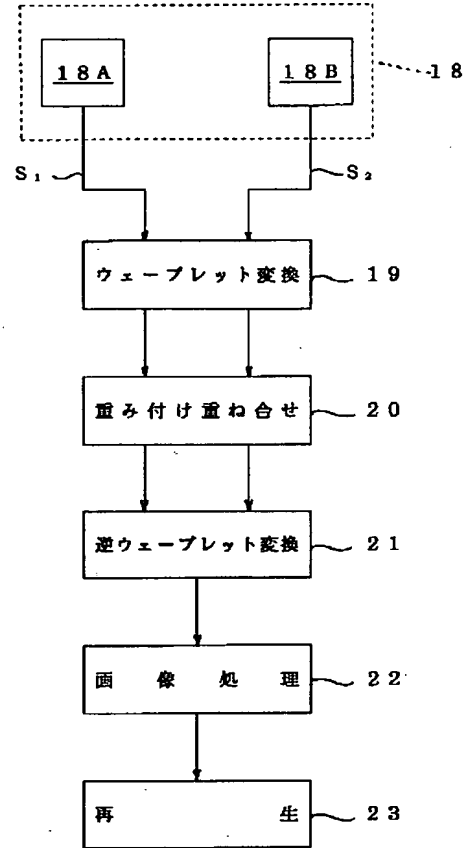 18A 18B 18
S₁ S₂
ウェーブレット変換 19
重み付け重ね合せ 20
逆ウェーブレット変換 21
画像処理 22
再生 23